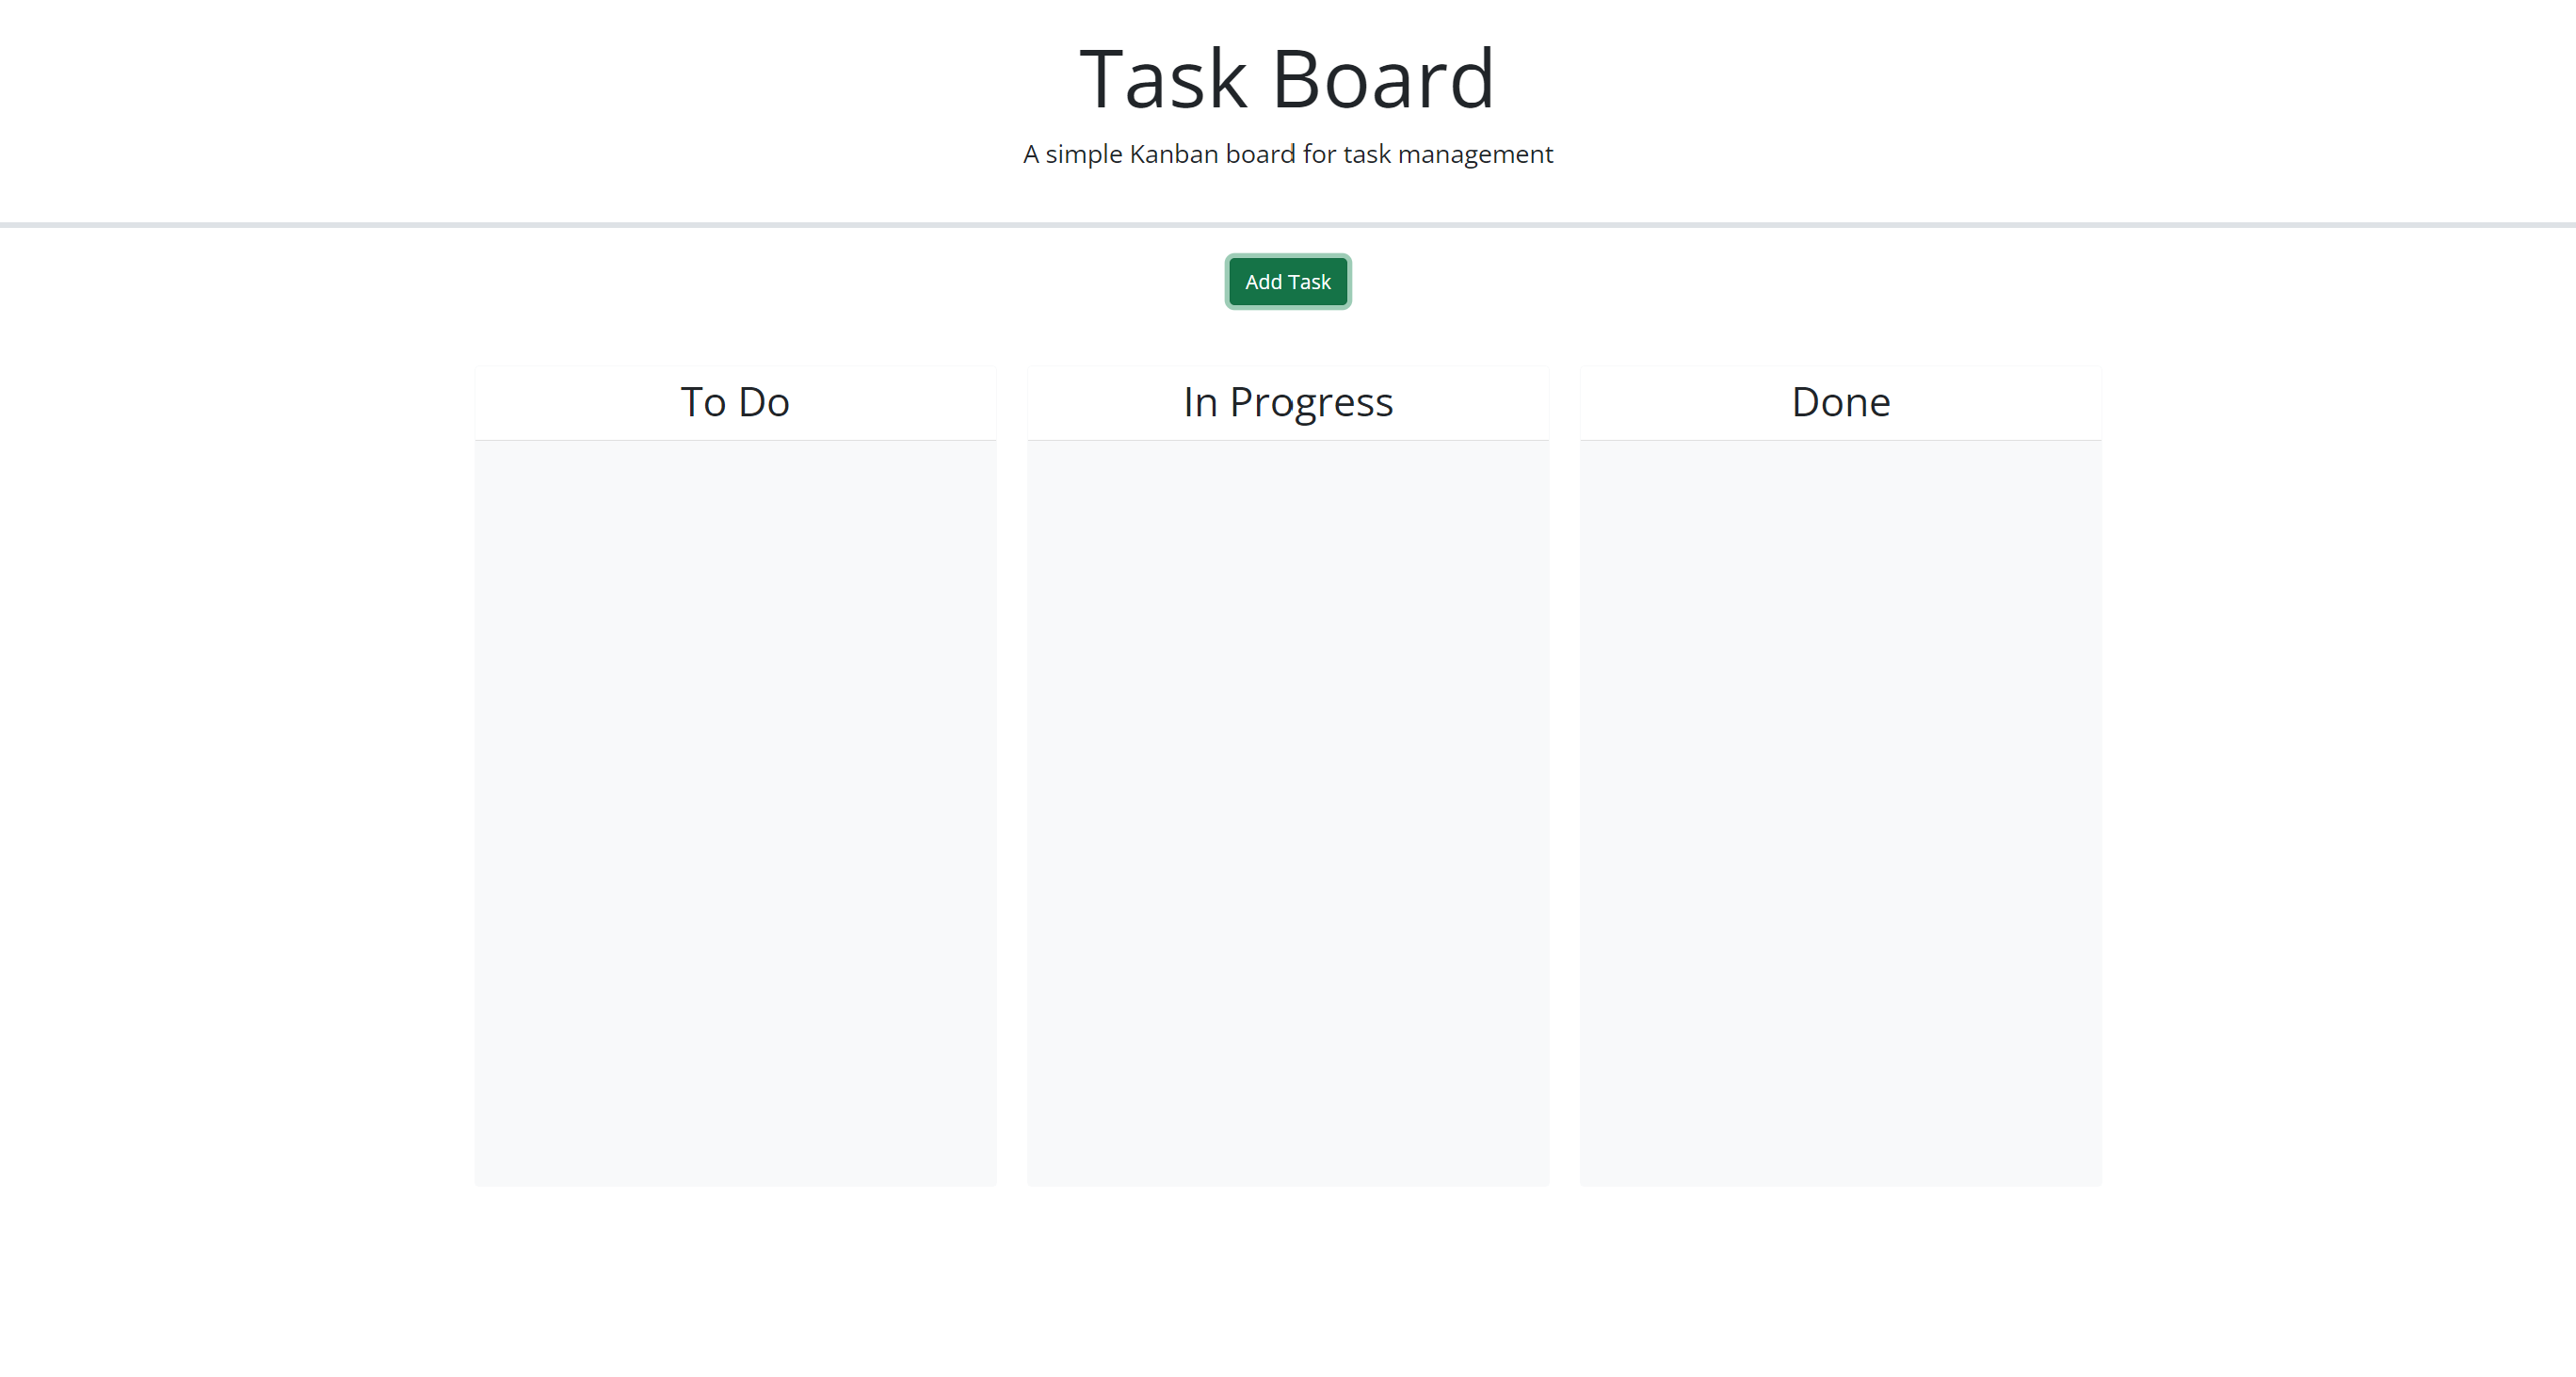 Task Board
A simple Kanban board for task management
Add Task
To Do
In Progress
Done